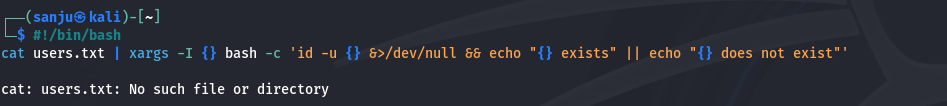 ┌──(sanju㉿kali)-[~]
└─$ #!/bin/bash
cat users.txt | xargs -I {} bash -c 'id -u {} &>/dev/null && echo "{} exists" || echo "{} does not exist"'
cat: users.txt: No such file or directory